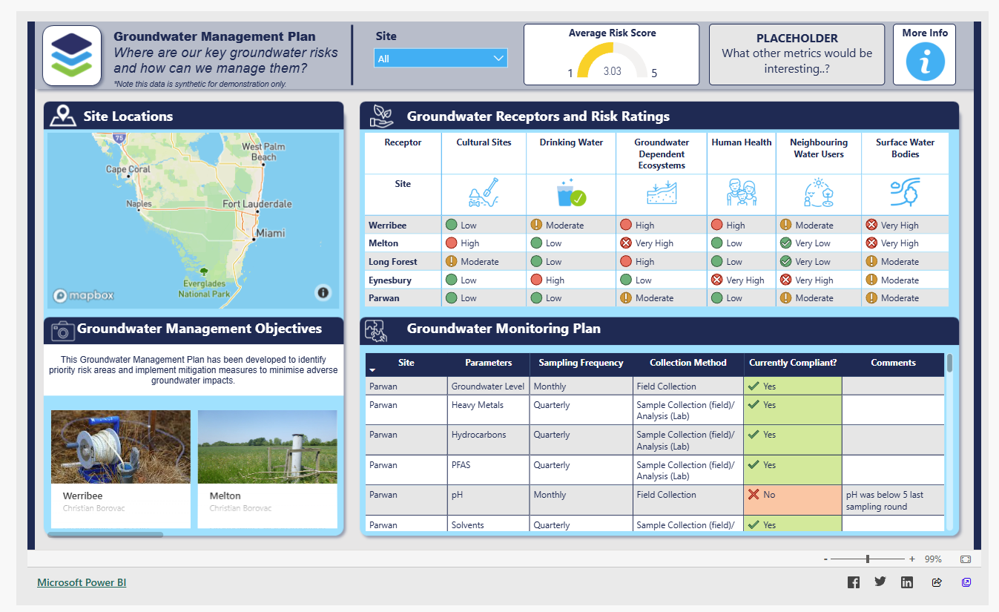 Groundwater Management Plan
Where are our key groundwater risks
and how can we manage them?
*Note this data is synthetic for demonstration only.
Site
All
Average Risk Score
1 3.03 5
PLACEHOLDER
What other metrics would be
interesting..?
More Info
Site Locations
75
West Palm
Beach
Cape Coral
Naples
Fort Lauderdale
Miami
Everglades
National Park
mapbox
Groundwater Receptors and Risk Ratings
Receptor Cultural Sites Drinking Water Groundwater Dependent Ecosystems Human Health Neighbouring Water Users Surface Water Bodies
Site
Werribee Low Moderate High High Moderate Very High
Melton High Low Very High Low Very Low Very High
Long Forest Moderate Low High Low Very Low Moderate
Eynesbury Low High Low Very High Very High Moderate
Parwan Low Low Moderate Low Moderate Moderate
Groundwater Management Objectives
This Groundwater Management Plan has been developed to identify
priority risk areas and implement mitigation measures to minimise adverse
groundwater impacts.
Werribee
Christian Borovac
Melton
Christian Borovac
Groundwater Monitoring Plan
Site Parameters Sampling Frequency Collection Method Currently Compliant? Comments
Parwan Groundwater Level Monthly Field Collection Yes
Parwan Heavy Metals Quarterly Sample Collection (field)/ Yes
Analysis (Lab)
Parwan Hydrocarbons Quarterly Sample Collection (field)/ Yes
Analysis (Lab)
Parwan PFAS Quarterly Sample Collection (field)/ Yes
Analysis (Lab)
Parwan pH Monthly Field Collection No pH was below 5 last
sampling round
Parwan Solvents Quarterly Sample Collection (field)/ Yes
- + 99%
Microsoft Power BI